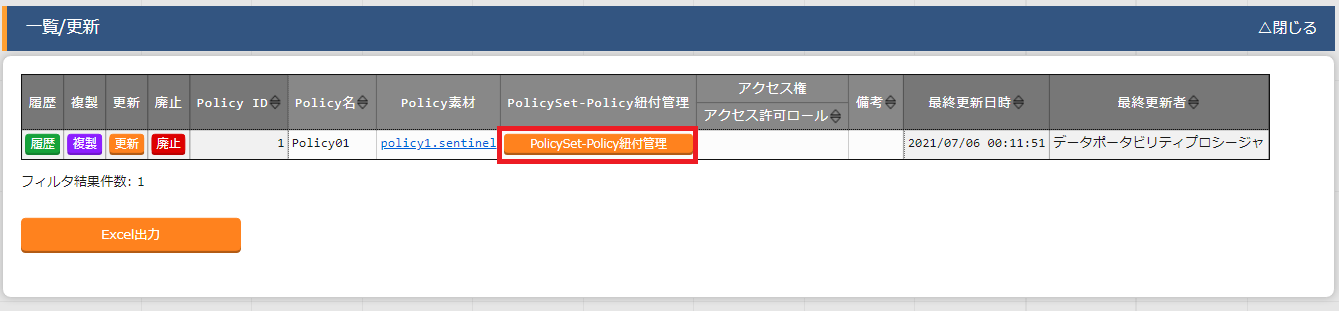 一覧/更新 △閉じる
履歴 複製 更新 廃止 Policy ID Policy名 Policy素材 PolicySet-Policy紐付管理 アクセス権 備考 最終更新日時 最終更新者
アクセス許可ロール
履歴 複製 更新 廃止 1 Policy01 policy1.sentinel PolicySet-Policy紐付管理 2021/07/06 00:11:51 データポータビリティプロシージャ
フィルタ結果件数: 1
Excel出力